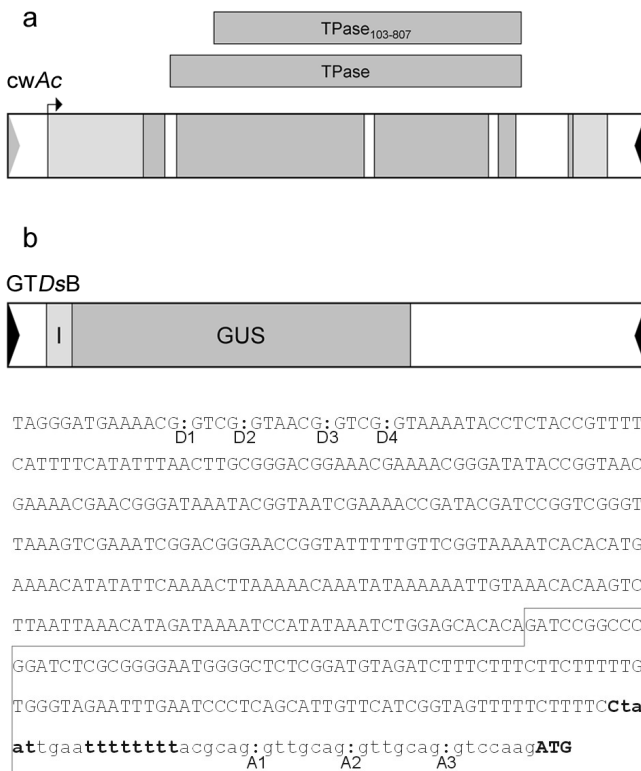 a
TPase103-807
TPase
cwAc
b
GTDsB
I
GUS
TAGGGATGAAAACG:GTCG:GTAACG:GTCG:GTAAAATACCTCTACCGTTTT
D1 D2 D3 D4
CATTTTCATATTTAACTTGCGGGACGGAAACGAAAACGGGATATACCGGTAAC
GAAAACGAACGGGATAAATACGGTAATCGAAAACCGATACGATCCGGTCGGGT
TAAAGTCGAAATCGGACGGGAACCGGTATTTTTGTTCGGTAAAATCACACATG
AAAACATATATTCAAAACTTAAAAACAAATATAAAAAATTGTAAACACAAGTC
TTAATTAAACATAGATAAAATCCATATAAATCTGGAGCACACAGATCCGGCCC
GGATCTCGCGGGGAATGGGGCTCTCGGATGTAGATCTTTCTTTCTTCTTTTTG
TGGGTAGAATTTGAATCCCTCAGCATTGTTCATCGGTAGTTTTTCTTTTCCta
attgaatttttttttacgcag:gttgcag:gttgcag:gtccaagATG
A1 A2 A3